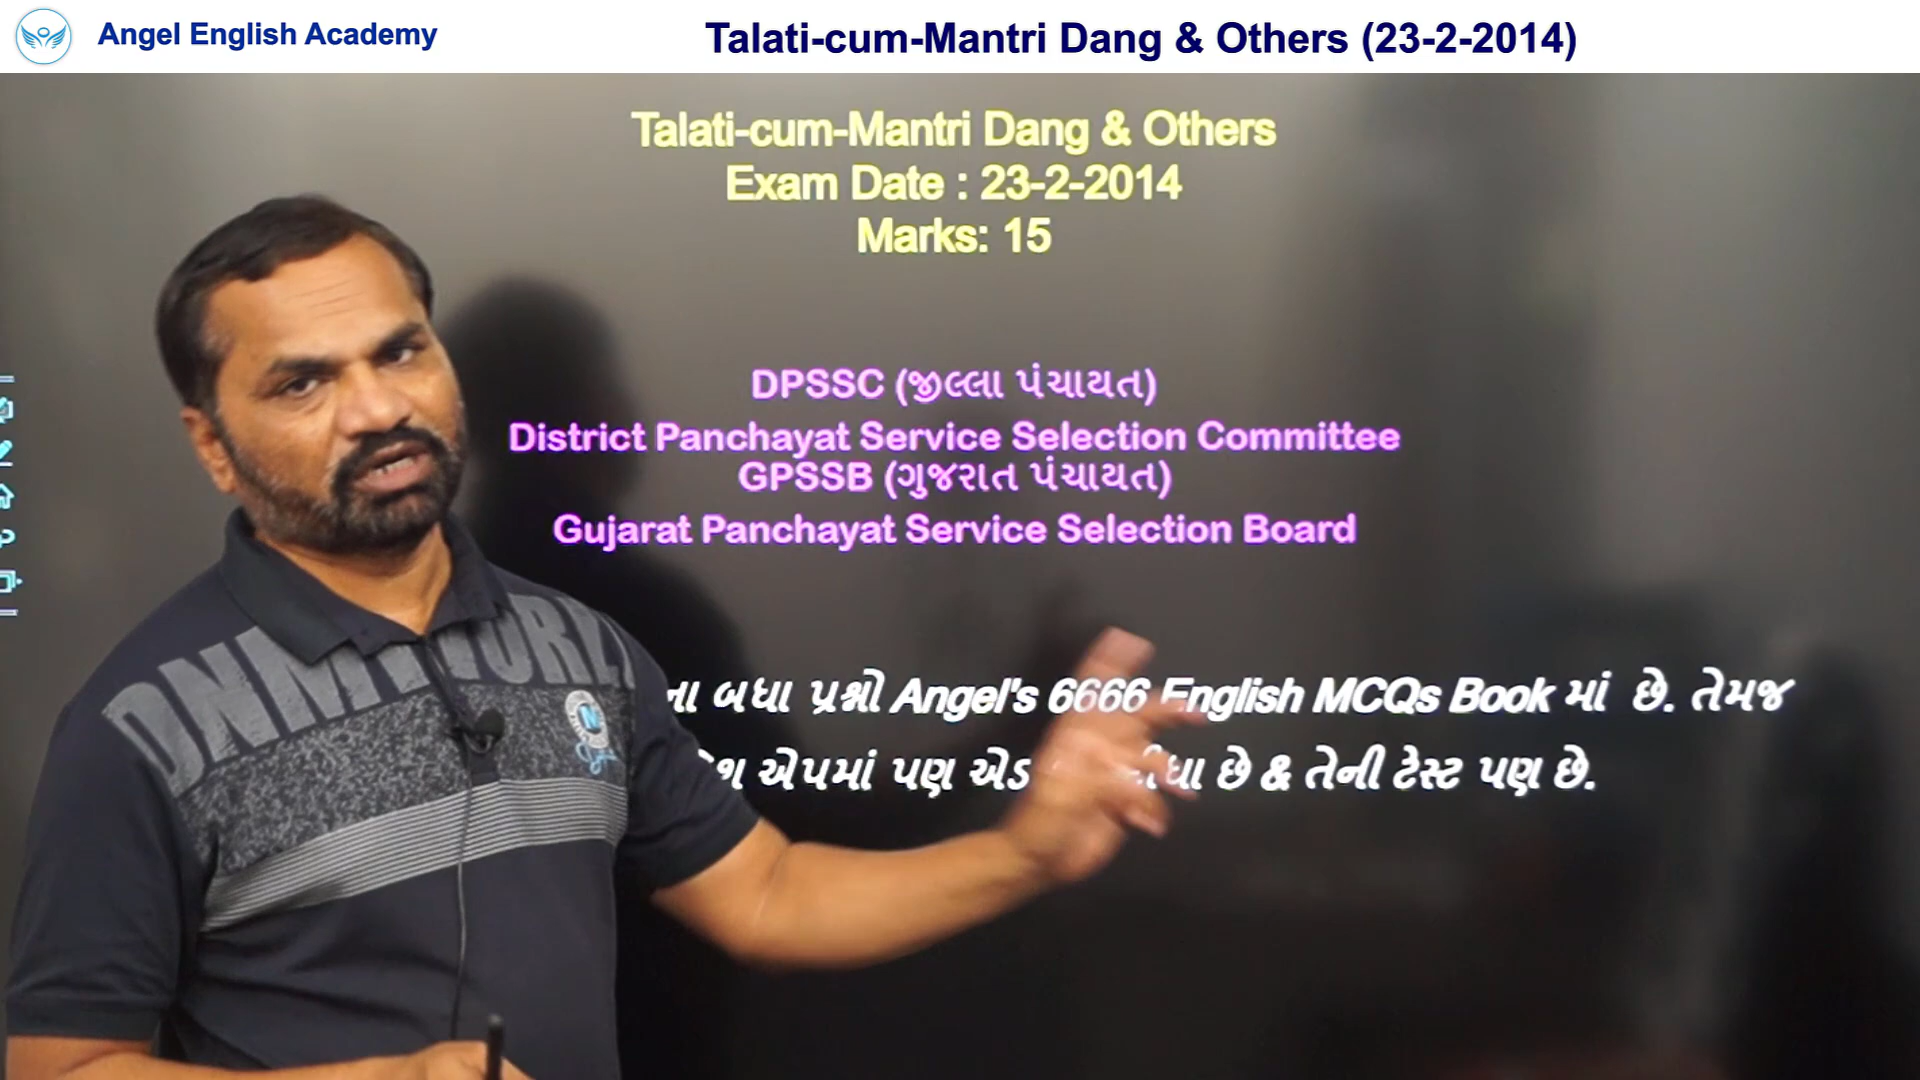 Angel English Academy
Talati-cum-Mantri Dang & Others (23-2-2014)
Talati-cum-Mantri Dang & Others
Exam Date : 23-2-2014
Marks: 15
DPSSC (જીલ્લા પંચાયત)
District Panchayat Service Selection Committee
GPSSB (ગુજરાત પંચાયત)
Gujarat Panchayat Service Selection Board
બધા પ્રશ્નો Angel's 6666 English MCQs Book માં છે. તેમજ
એપમાં પણ છે & તેની ટેસ્ટ પણ છે.